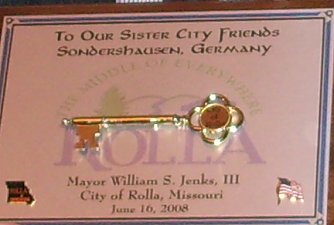 To Our Sister City Friends
Sondershausen, Germany
THE MIDDLE OF EVERYWHERE
ROLLA
Mayor William S. Jenks, III
City of Rolla, Missouri
June 16, 2008